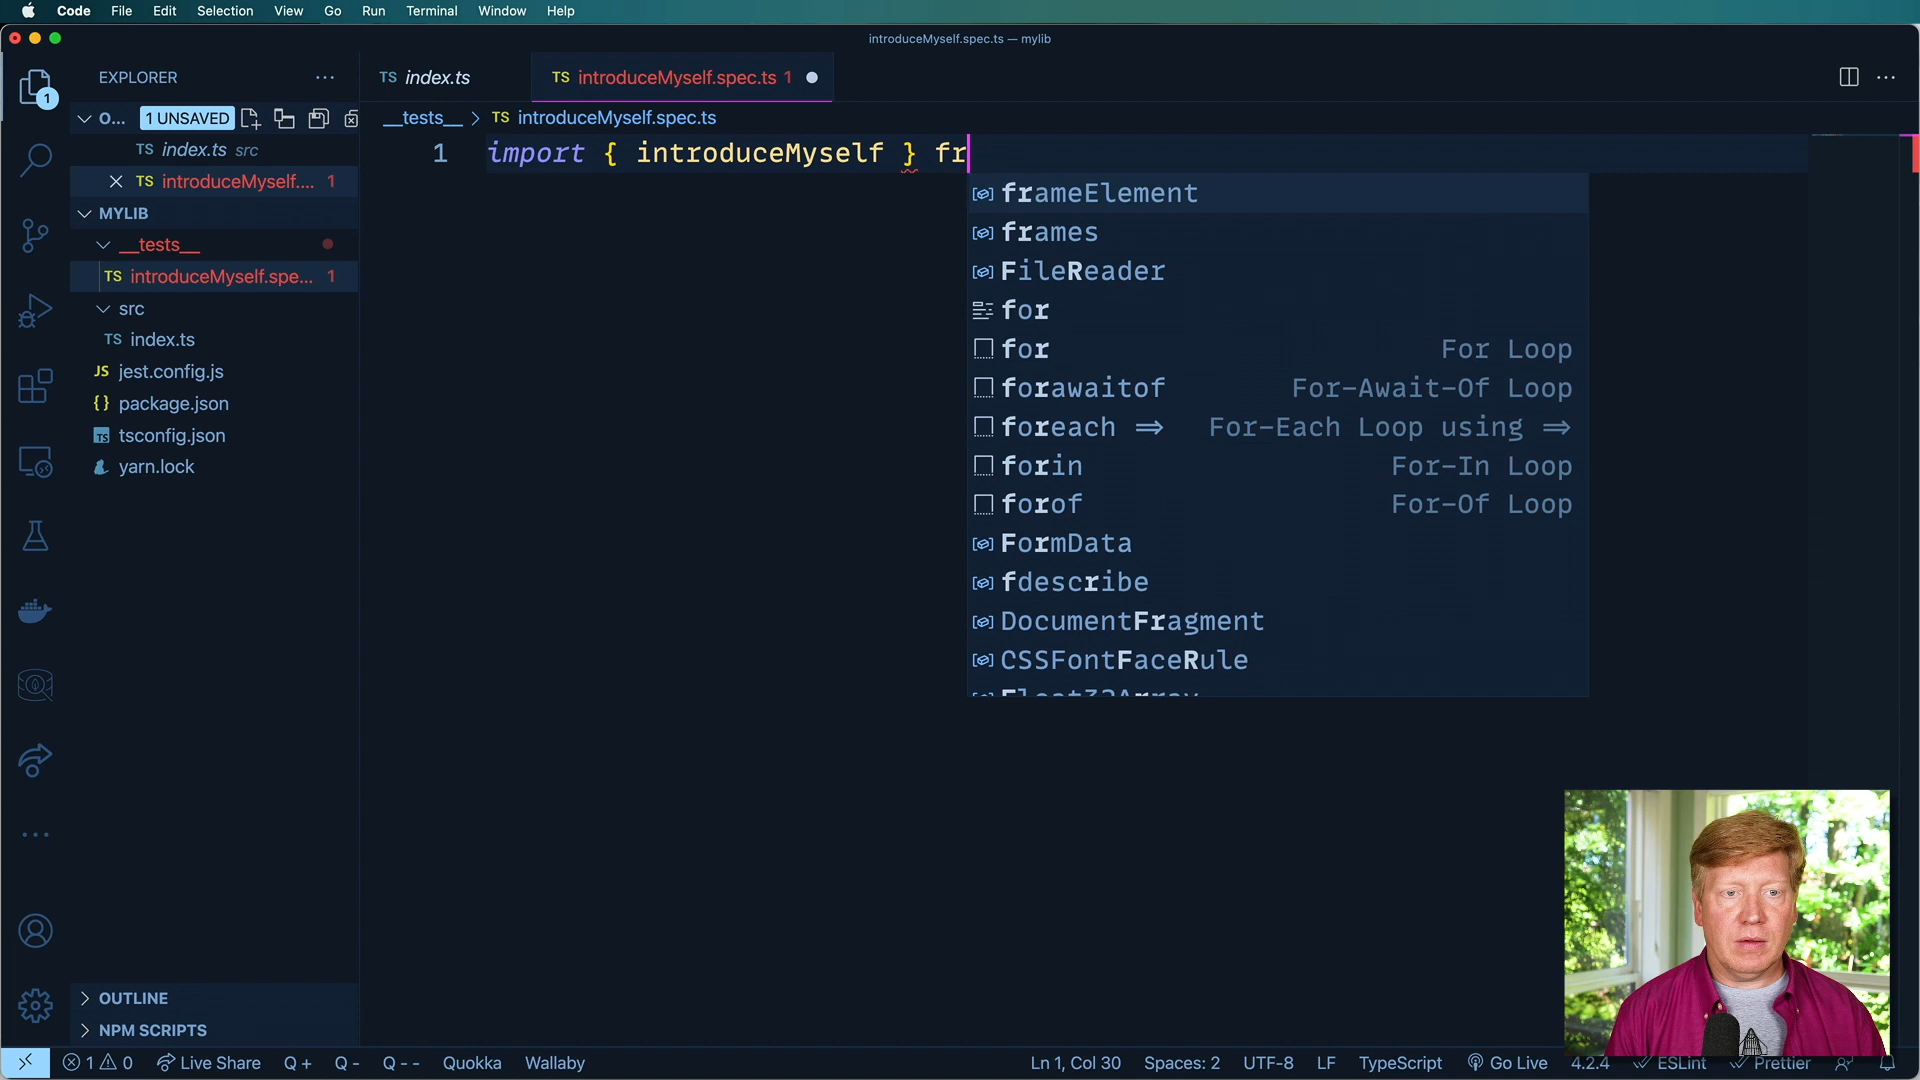 Code File Edit Selection View Go Run Terminal Window Help
introduceMyself.spec.ts — mylib
EXPLORER
TS index.ts
TS introduceMyself.spec.ts 1
1
O... 1 UNSAVED
__tests__ > TS introduceMyself.spec.ts
TS index.ts src
TS introduceMyself.... 1
MYLIB
__tests__
TS introduceMyself.spe... 1
src
TS index.ts
JS jest.config.js
{} package.json
TS tsconfig.json
yarn.lock
OUTLINE
NPM SCRIPTS
1 import { introduceMyself } fr
frameElement
frames
FileReader
for
for For Loop
forawaitof For-Await-Of Loop
foreach ⇒ For-Each Loop using ⇒
forin For-In Loop
forof For-Of Loop
FormData
fdescribe
DocumentFragment
CSSFontFaceRule
Float32Array
1 0 Live Share Q + Q - Q - - Quokka Wallaby Ln 1, Col 30 Spaces: 2 UTF-8 LF TypeScript Go Live 4.2.4 ESLint Prettier